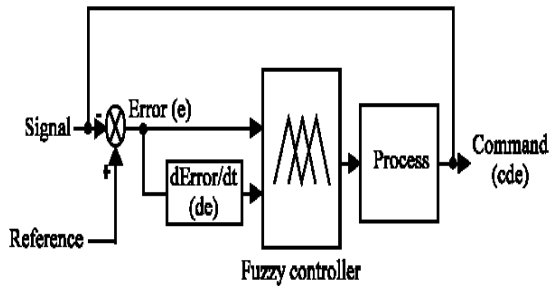 Signal
-
Error (e)
+
dError/dt
(de)
Reference
Fuzzy controller
Process
Command
(cde)